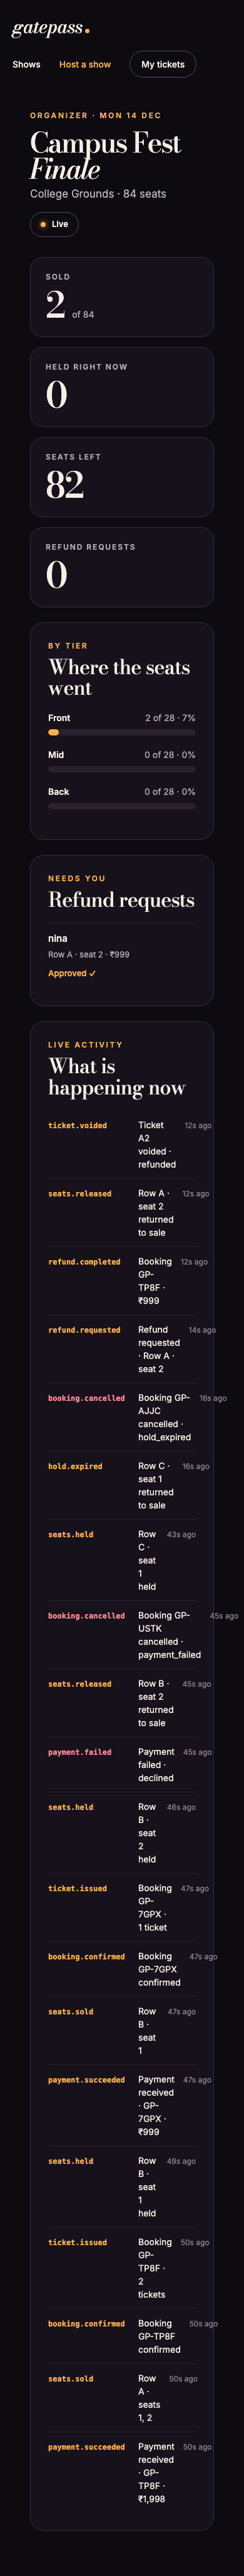 gatepass.
Shows Host a show My tickets
ORGANIZER · MON 14 DEC
Campus Fest
Finale
College Grounds · 84 seats
Live
SOLD
2 of 84
HELD RIGHT NOW
0
SEATS LEFT
82
REFUND REQUESTS
0
BY TIER
Where the seats
went
Front 2 of 28 · 7%
Mid 0 of 28 · 0%
Back 0 of 28 · 0%
NEEDS YOU
Refund requests
nina
Row A · seat 2 · ₹999
Approved ✓
LIVE ACTIVITY
What is
happening now
ticket.voided Ticket 12s ago
A2
voided ·
refunded
seats.released Row A · 12s ago
seat 2
returned
to sale
refund.completed Booking 12s ago
GP-
TP8F ·
₹999
refund.requested Refund 14s ago
requested
· Row A ·
seat 2
booking.cancelled Booking GP- 16s ago
AJJC
cancelled ·
hold_expired
hold.expired Row C · 16s ago
seat 1
returned
to sale
seats.held Row 43s ago
C ·
seat
1
held
booking.cancelled Booking GP- 45s ago
USTK
cancelled ·
payment_failed
seats.released Row B · 45s ago
seat 2
returned
to sale
payment.failed Payment 45s ago
failed ·
declined
seats.held Row 46s ago
B ·
seat
2
held
ticket.issued Booking 47s ago
GP-
7GPX ·
1 ticket
booking.confirmed Booking 47s ago
GP-7GPX
confirmed
seats.sold Row 47s ago
B ·
seat
1
payment.succeeded Payment 47s ago
received
· GP-
7GPX ·
₹999
seats.held Row 49s ago
B ·
seat
1
held
ticket.issued Booking 50s ago
GP-
TP8F ·
2
tickets
booking.confirmed Booking 50s ago
GP-TP8F
confirmed
seats.sold Row 50s ago
A ·
seats
1, 2
payment.succeeded Payment 50s ago
received
· GP-
TP8F ·
₹1,998